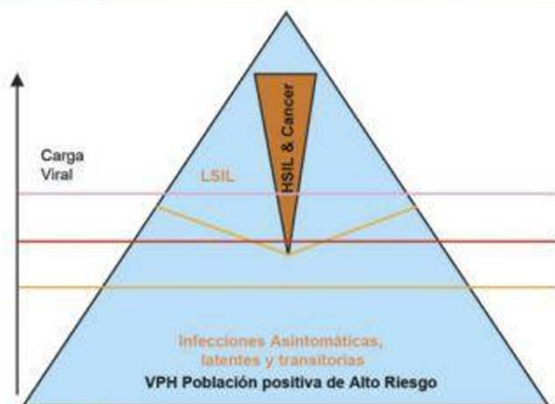 Carga
Viral
LSIL
HSIL & Cancer
Infecciones Asintomáticas,
latentes y transitorias
VPH Población positiva de Alto Riesgo